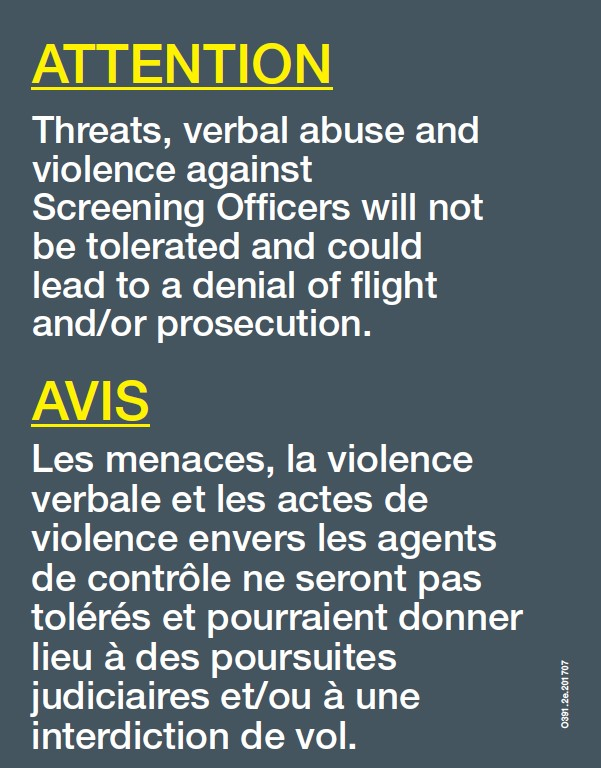 ATTENTION
Threats, verbal abuse and
violence against
Screening Officers will not
be tolerated and could
lead to a denial of flight
and/or prosecution.
AVIS
Les menaces, la violence
verbale et les actes de
violence envers les agents
de contrôle ne seront pas
tolérés et pourraient donner
lieu à des poursuites
judiciaires et/ou à une
interdiction de vol.
O391.2e.201707